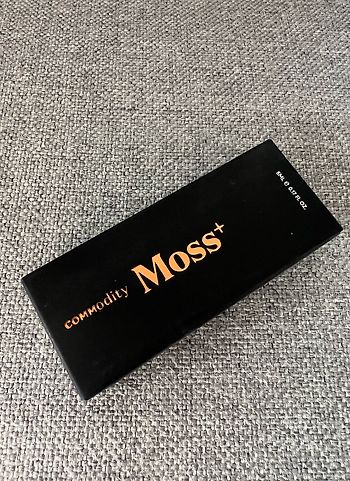 commodity Moss+
5ML ℮ 0.17 FL. OZ.